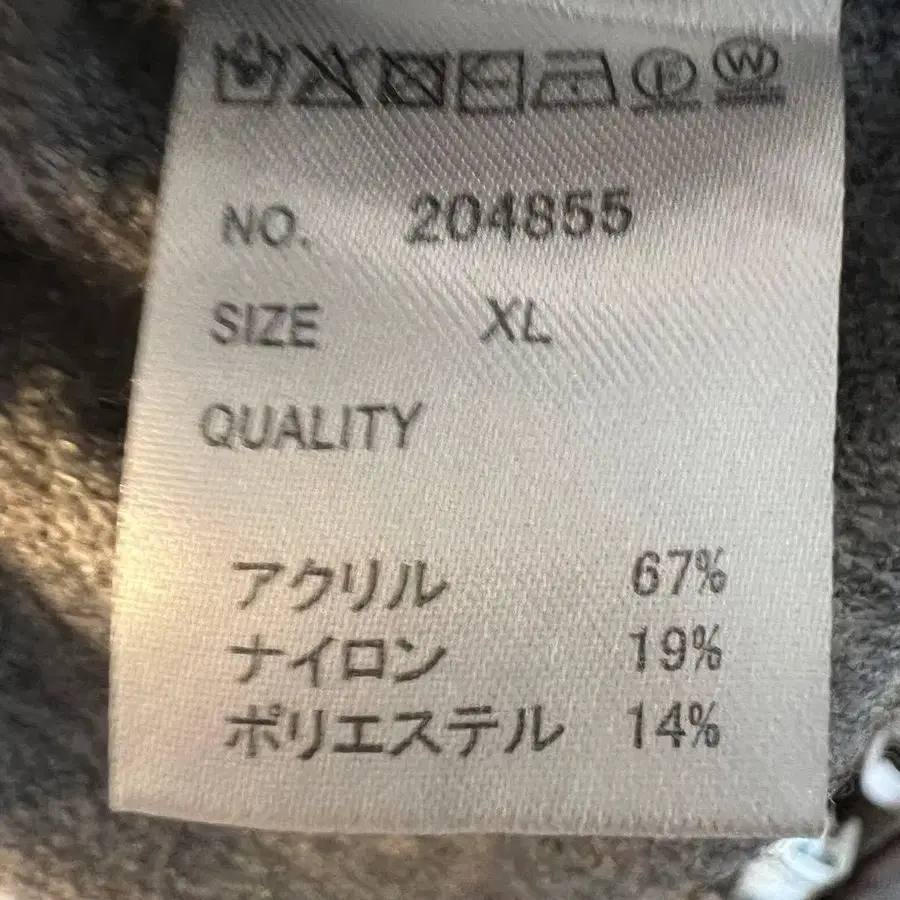 NO. 204855
SIZE XL
QUALITY
アクリル 67%
ナイロン 19%
ポリエステル 14%